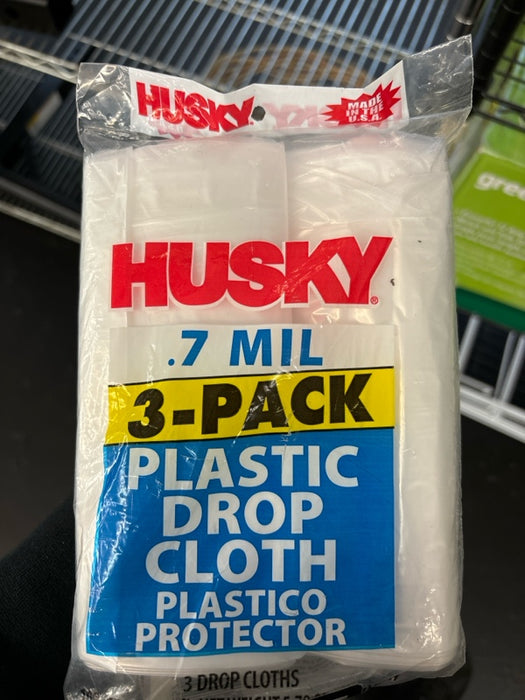 HUSKY
MADE
IN THE
U.S.A.
HUSKY®
.7 MIL
3-PACK
PLASTIC
DROP
CLOTH
PLASTICO
PROTECTOR
3 DROP CLOTHS